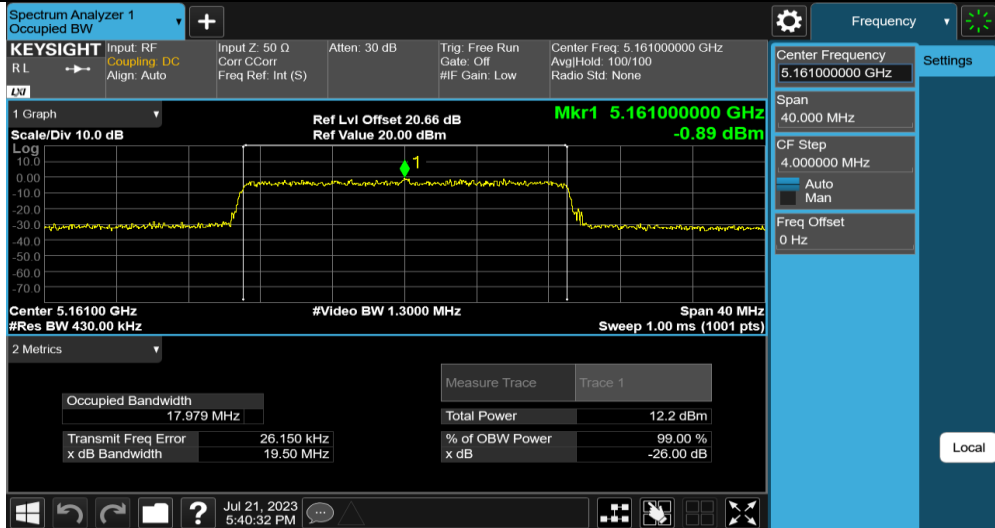 Spectrum Analyzer 1
Occupied BW
+
Frequency
KEYSIGHT
R L
LXI
Input: RF
Coupling: DC
Align: Auto
Input Z: 50 Ω
Corr CCorr
Freq Ref: Int (S)
Atten: 30 dB
Trig: Free Run
Gate: Off
#IF Gain: Low
Center Freq: 5.161000000 GHz
Avg|Hold: 100/100
Radio Std: None
Center Frequency
5.161000000 GHz
Settings
Span
40.000 MHz
CF Step
4.000000 MHz
Auto
Man
Freq Offset
0 Hz
Local
1 Graph
Scale/Div 10.0 dB
Ref Lvl Offset 20.66 dB
Ref Value 20.00 dBm
Mkr1 5.161000000 GHz
-0.89 dBm
Log
10.0
0.00
-10.0
-20.0
-30.0
-40.0
-50.0
-60.0
-70.0
1
Center 5.16100 GHz
#Video BW 1.3000 MHz
Span 40 MHz
#Res BW 430.00 kHz
Sweep 1.00 ms (1001 pts)
2 Metrics
Measure Trace
Trace 1
Occupied Bandwidth
17.979 MHz
Total Power
12.2 dBm
Transmit Freq Error
26.150 kHz
% of OBW Power
99.00 %
x dB Bandwidth
19.50 MHz
x dB
-26.00 dB
?
Jul 21, 2023
5:40:32 PM